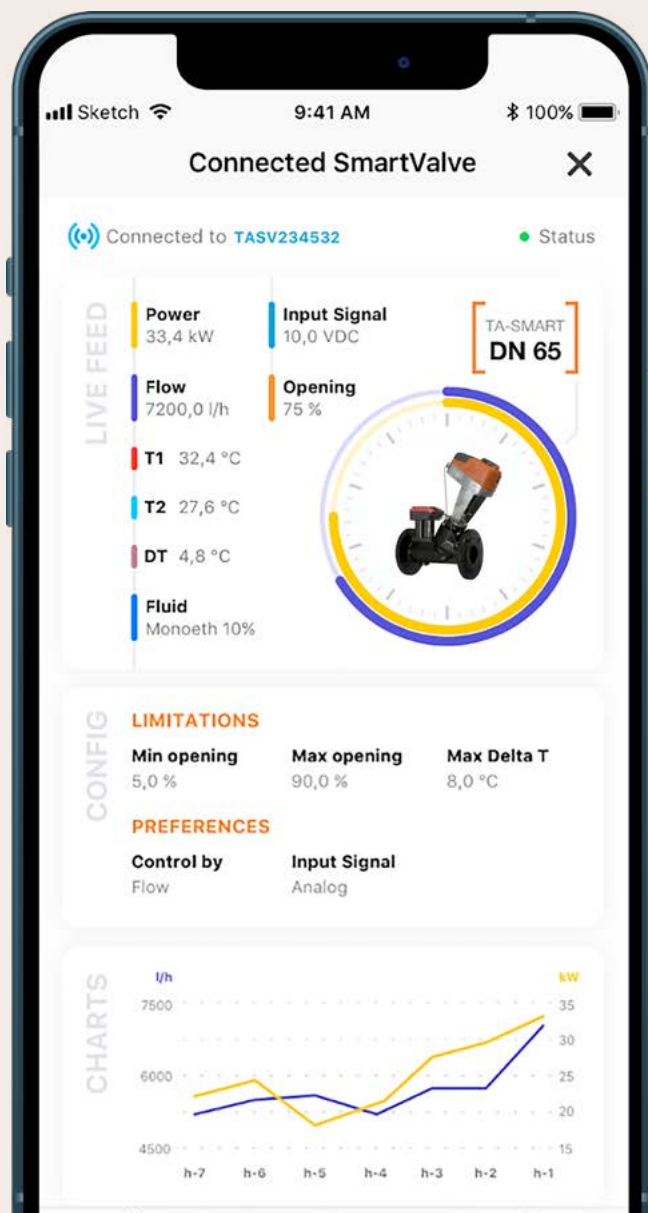 Sketch 9:41 AM 100%
Connected SmartValve
Connected to TASV234532 Status
LIVE FEED
Power
33,4 kW
Input Signal
10,0 VDC
TA-SMART
DN 65
Flow
7200,0 l/h
Opening
75 %
T1 32,4 °C
T2 27,6 °C
DT 4,8 °C
Fluid
Monoeth 10%
CONFIG
LIMITATIONS
Min opening
5,0 %
Max opening
90,0 %
Max Delta T
8,0 °C
PREFERENCES
Control by
Flow
Input Signal
Analog
CHARTS
l/h kW
7500 35
30
6000 25
20
4500 15
h-7 h-6 h-5 h-4 h-3 h-2 h-1